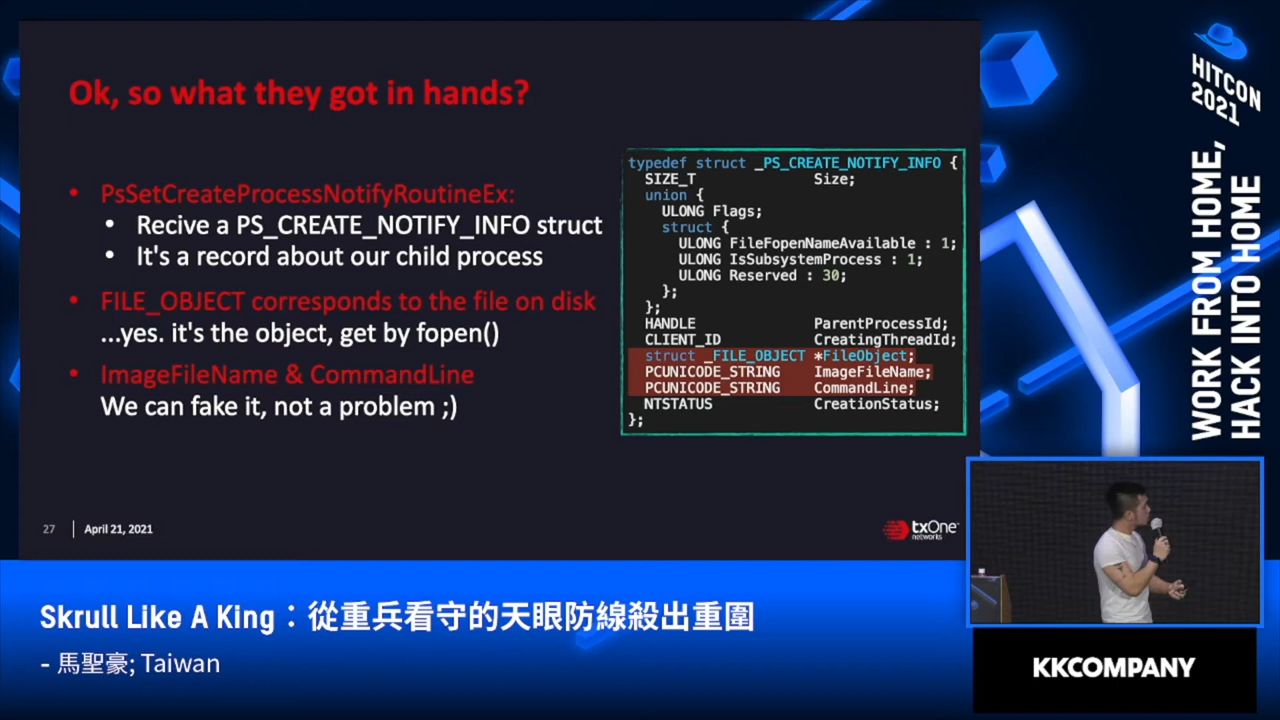 Ok, so what they got in hands?
• PsSetCreateProcessNotifyRoutineEx:
• Recive a PS_CREATE_NOTIFY_INFO struct
• It's a record about our child process
• FILE_OBJECT corresponds to the file on disk
...yes. it's the object, get by fopen()
• ImageFileName & CommandLine
We can fake it, not a problem ;)
typedef struct _PS_CREATE_NOTIFY_INFO {
SIZE_T Size;
union {
ULONG Flags;
struct {
ULONG FileFopenNameAvailable : 1;
ULONG IsSubsystemProcess : 1;
ULONG Reserved : 30;
};
};
HANDLE ParentProcessId;
CLIENT_ID CreatingThreadId;
struct _FILE_OBJECT *FileObject;
PCUNICODE_STRING ImageFileName;
PCUNICODE_STRING CommandLine;
NTSTATUS CreationStatus;
};
27 | April 21, 2021
txOne™
networks
HITCON
2021
WORK FROM HOME,
HACK INTO HOME
Skrull Like A King：從重兵看守的天眼防線殺出重圍
- 馬聖豪; Taiwan
KKCOMPANY